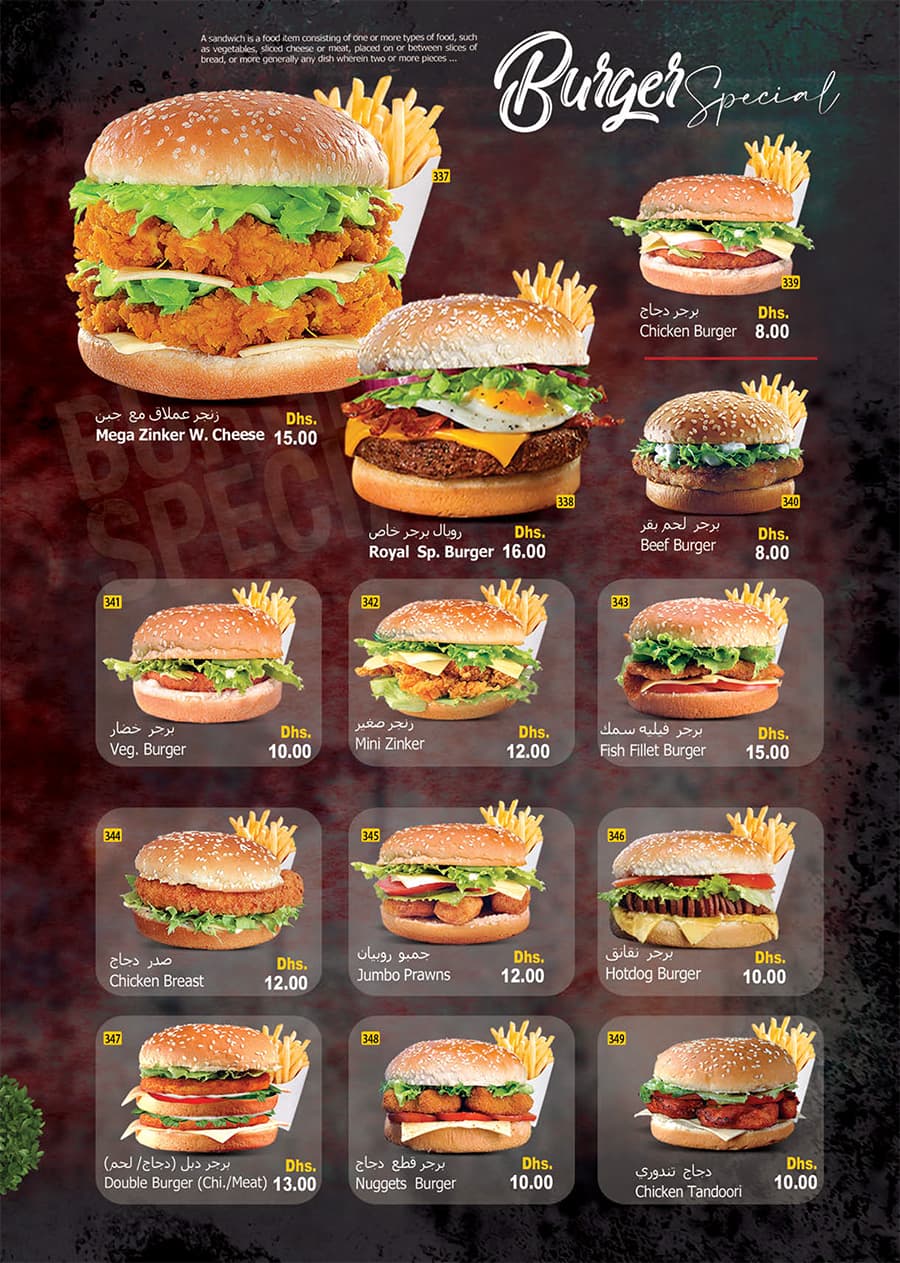 A sandwich is a food item consisting of one or more types of food, such
as vegetables, sliced cheese or meat, placed on or between slices of
bread, or more generally any dish wherein two or more pieces ...
Burger Special
337
زنجر عملاق مع جبن
Mega Zinker W. Cheese
Dhs.
15.00
338
رويال برجر خاص
Royal Sp. Burger
Dhs.
16.00
339
برجر دجاج
Chicken Burger
Dhs.
8.00
340
برجر لحم بقر
Beef Burger
Dhs.
8.00
BURGER
SPECIAL
341
برجر خضار
Veg. Burger
Dhs.
10.00
342
زنجر صغير
Mini Zinker
Dhs.
12.00
343
برجر فيليه سمك
Fish Fillet Burger
Dhs.
15.00
344
صدر دجاج
Chicken Breast
Dhs.
12.00
345
جمبو روبيان
Jumbo Prawns
Dhs.
12.00
346
برجر نقانق
Hotdog Burger
Dhs.
10.00
347
برجر دبل (دجاج/ لحم)
Double Burger (Chi./Meat)
Dhs.
13.00
348
برجر قطع دجاج
Nuggets Burger
Dhs.
10.00
349
دجاج تندوري
Chicken Tandoori
Dhs.
10.00